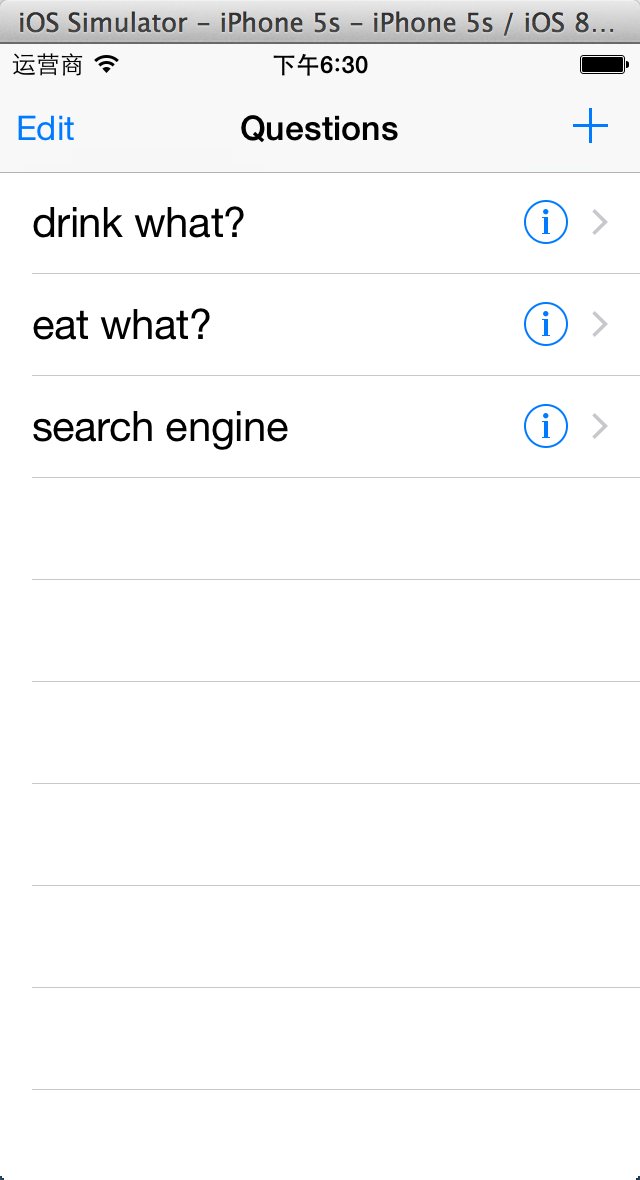 iOS Simulator – iPhone 5s – iPhone 5s / iOS 8...
运营商 下午6:30
Edit Questions +
drink what? i
eat what? i
search engine i